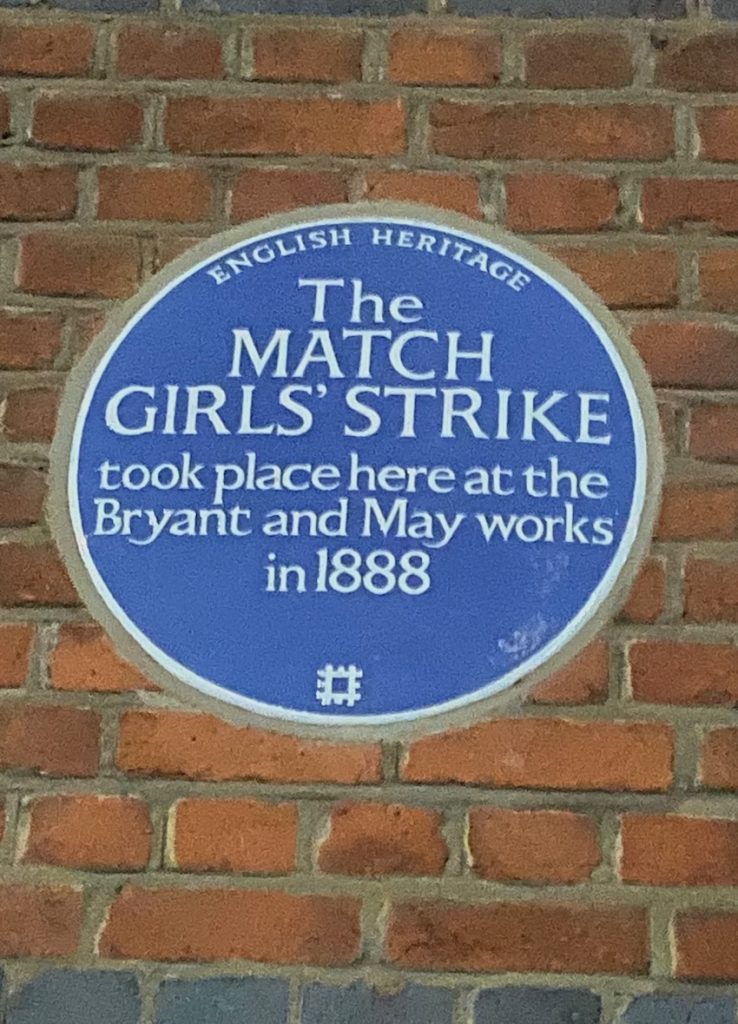 ENGLISH HERITAGE
The
MATCH
GIRLS' STRIKE
took place here at the
Bryant and May works
in 1888